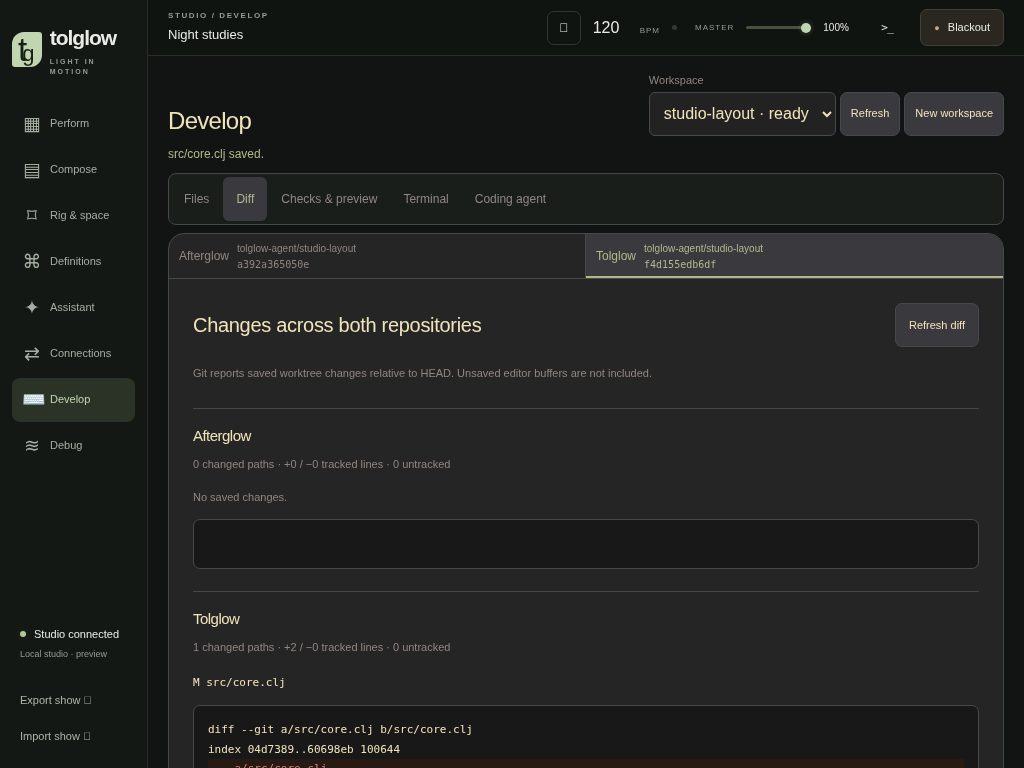 tg
tolglow
LIGHT IN
MOTION
Perform
Compose
Rig & space
Definitions
Assistant
Connections
Develop
Debug
Studio connected
Local studio · preview
Export show
Import show
STUDIO / DEVELOP
Night studies
120
BPM
MASTER
100%
>_
Blackout
Workspace
Develop
studio-layout · ready
Refresh
New workspace
src/core.clj saved.
Files
Diff
Checks & preview
Terminal
Coding agent
Afterglow
tolglow-agent/studio-layout
a392a365050e
Tolglow
tolglow-agent/studio-layout
f4d155edb6df
Changes across both repositories
Refresh diff
Git reports saved worktree changes relative to HEAD. Unsaved editor buffers are not included.
Afterglow
0 changed paths · +0 / −0 tracked lines · 0 untracked
No saved changes.
Tolglow
1 changed paths · +2 / −0 tracked lines · 0 untracked
M src/core.clj
diff --git a/src/core.clj b/src/core.clj
index 04d7389..60698eb 100644
--- a/src/core.clj